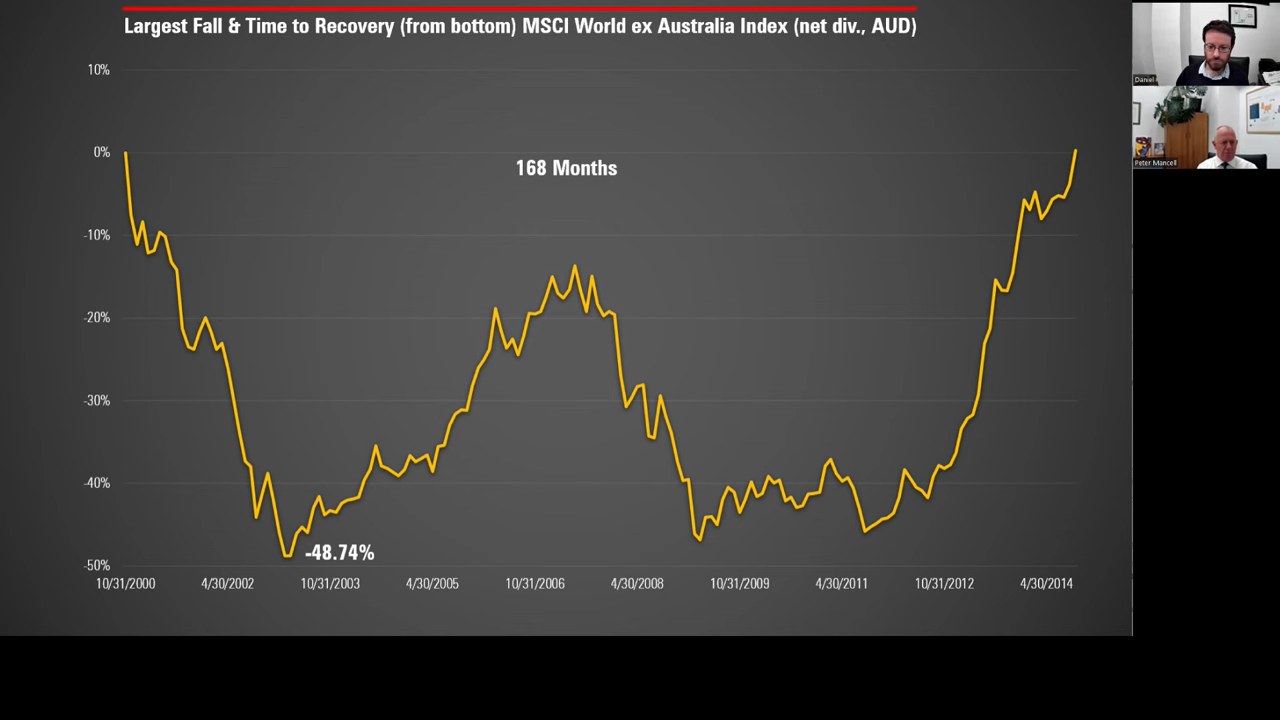 Largest Fall & Time to Recovery (from bottom) MSCI World ex Australia Index (net div., AUD)
10%
0%
-10%
-20%
-30%
-40%
-50%
168 Months
-48.74%
10/31/2000 4/30/2002 10/31/2003 4/30/2005 10/31/2006 4/30/2008 10/31/2009 4/30/2011 10/31/2012 4/30/2014
Daniel
Peter Mancell